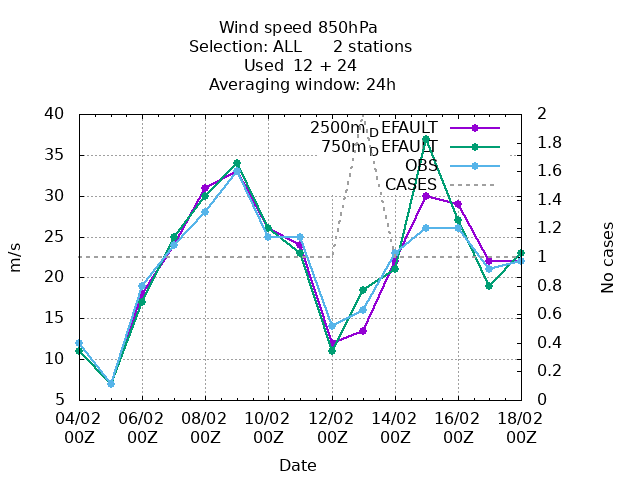 Wind speed 850hPa
Selection: ALL 2 stations
Used 12 + 24
Averaging window: 24h
40
35
30
25
20
15
10
5
m/s
2
1.8
1.6
1.4
1.2
1
0.8
0.6
0.4
0.2
0
No cases
2500m_DEFAULT
750m_DEFAULT
OBS
CASES
04/02 06/02 08/02 10/02 12/02 14/02 16/02 18/02
00Z 00Z 00Z 00Z 00Z 00Z 00Z 00Z
Date